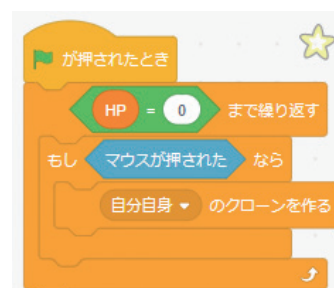 が押されたとき
HP = 0 まで繰り返す
もし マウスが押された なら
自分自身 のクローンを作る